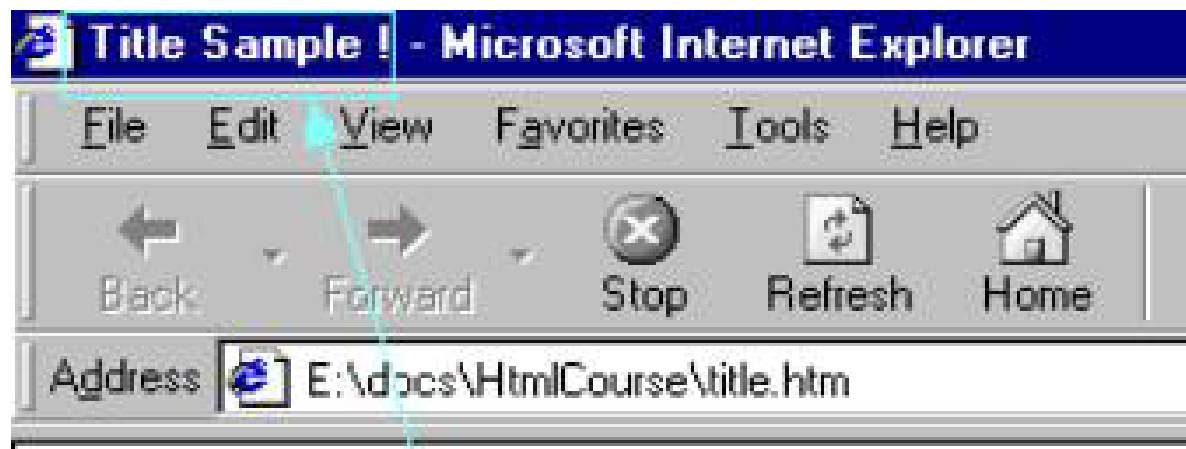 Title Sample ! - Microsoft Internet Explorer
File Edit View Favorites Tools Help
Back Forward Stop Refresh Home
Address E:\docs\HtmlCourse\title.htm